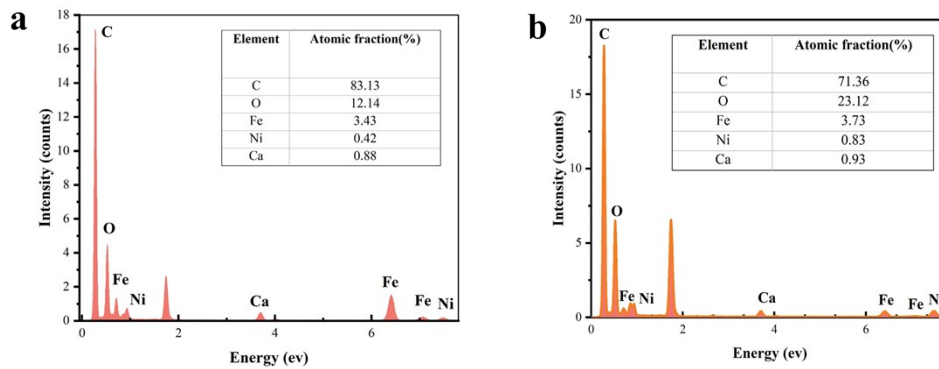 a
18
16
14
12
10
8
6
4
2
0
Intensity (counts)
0 2 4 6
Energy (ev)
C
O
Fe
Ni
Ca
Fe
Fe
Ni
Element Atomic fraction(%)
C 83.13
O 12.14
Fe 3.43
Ni 0.42
Ca 0.88
b
20
15
10
5
0
Intensity (counts)
0 2 4 6
Energy (ev)
C
O
Fe
Ni
Ca
Fe
Fe
N
Element Atomic fraction(%)
C 71.36
O 23.12
Fe 3.73
Ni 0.83
Ca 0.93